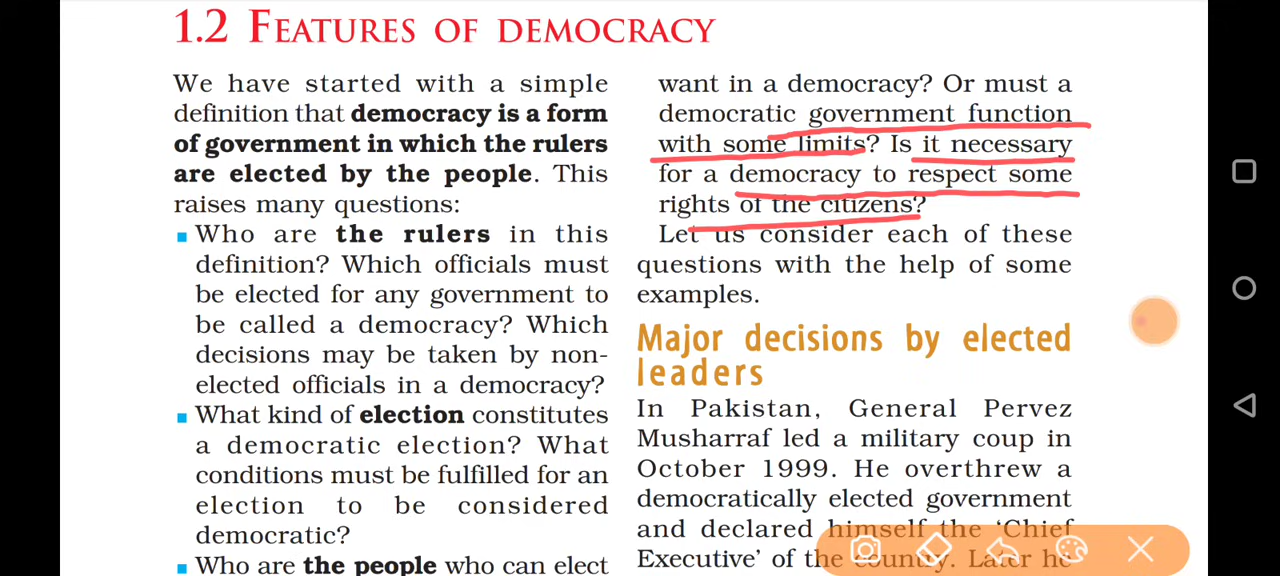 1.2 FEATURES OF DEMOCRACY
We have started with a simple
definition that democracy is a form
of government in which the rulers
are elected by the people. This
raises many questions:
Who are the rulers in this
definition? Which officials must
be elected for any government to
be called a democracy? Which
decisions may be taken by non-
elected officials in a democracy?
What kind of election constitutes
a democratic election? What
conditions must be fulfilled for an
election to be considered
democratic?
Who are the people who can elect
want in a democracy? Or must a
democratic government function
with some limits? Is it necessary
for a democracy to respect some
rights of the citizens?
Let us consider each of these
questions with the help of some
examples.
Major decisions by elected
leaders
In Pakistan, General Pervez
Musharraf led a military coup in
October 1999. He overthrew a
democratically elected government
and declared himself the ‘Chief
Executive’ of the country. Later he